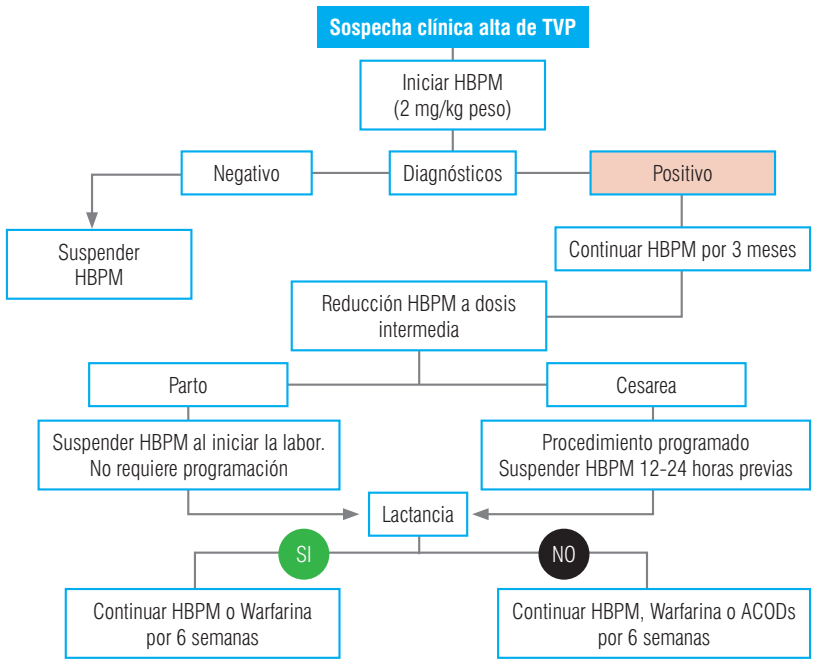 Sospecha clínica alta de TVP
Iniciar HBPM
(2 mg/kg peso)
Negativo
Diagnósticos
Positivo
Suspender
HBPM
Continuar HBPM por 3 meses
Reducción HBPM a dosis
intermedia
Parto
Cesarea
Suspender HBPM al iniciar la labor.
No requiere programación
Procedimiento programado
Suspender HBPM 12-24 horas previas
Lactancia
SI
NO
Continuar HBPM o Warfarina
por 6 semanas
Continuar HBPM, Warfarina o ACODs
por 6 semanas